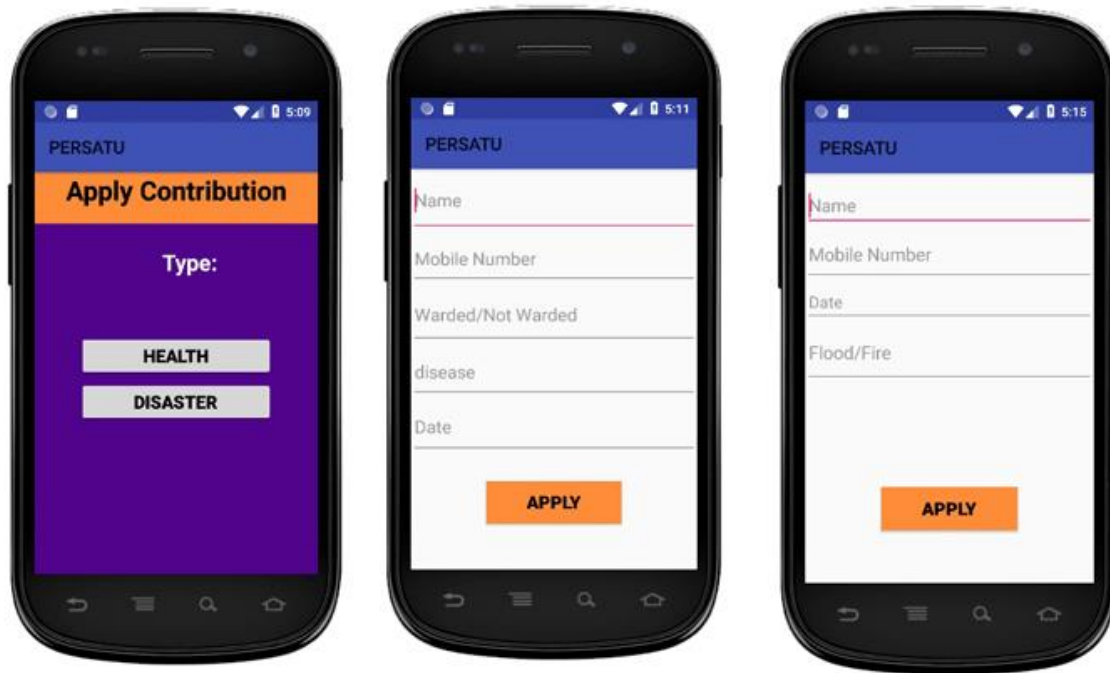 5:09
PERSATU
Apply Contribution
Type:
HEALTH
DISASTER
5:11
PERSATU
Name
Mobile Number
Warded/Not Warded
disease
Date
APPLY
5:15
PERSATU
Name
Mobile Number
Date
Flood/Fire
APPLY